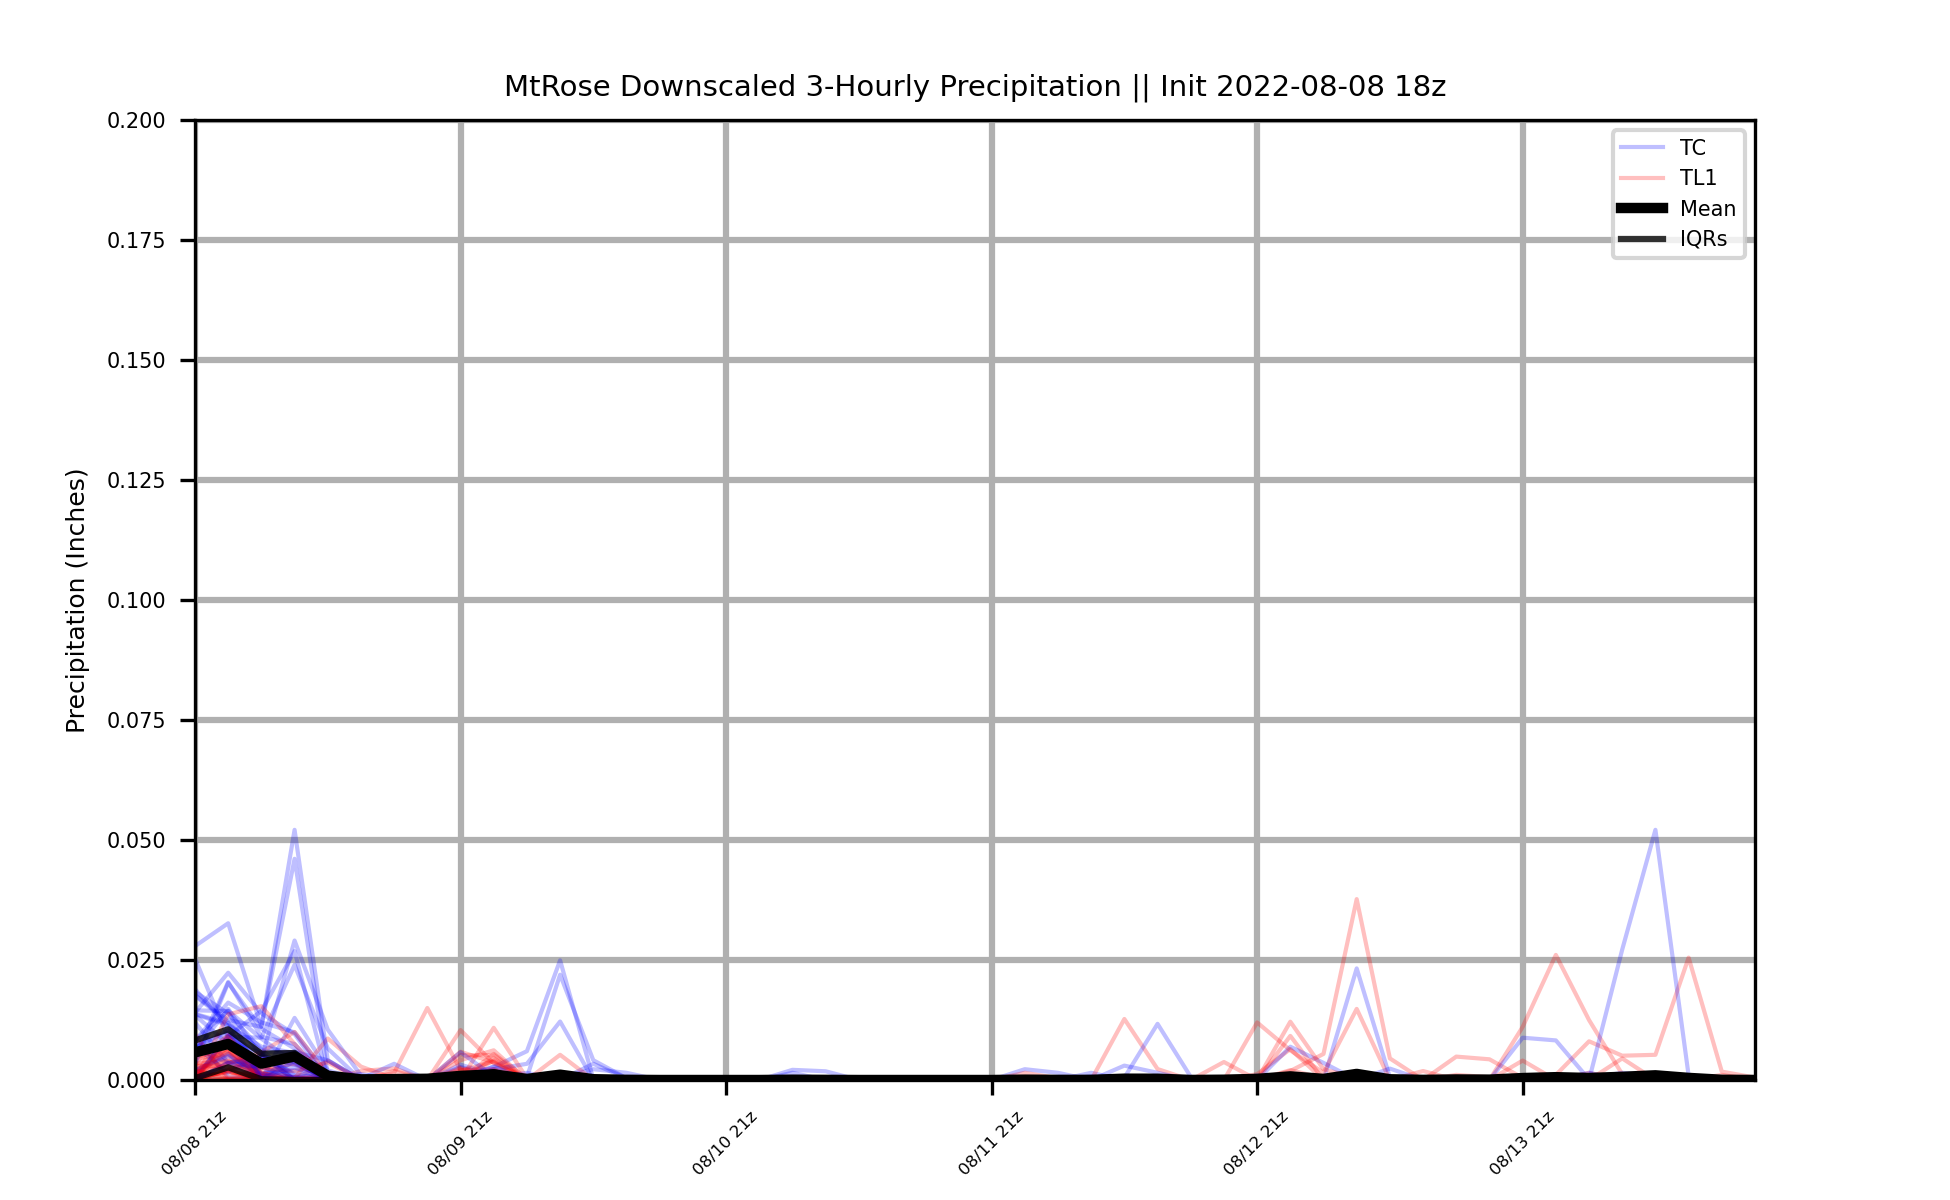 MtRose Downscaled 3-Hourly Precipitation || Init 2022-08-08 18z
Precipitation (Inches)
0.200
0.175
0.150
0.125
0.100
0.075
0.050
0.025
0.000
TC
TL1
Mean
IQRs
08/08 21z
08/09 21z
08/10 21z
08/11 21z
08/12 21z
08/13 21z